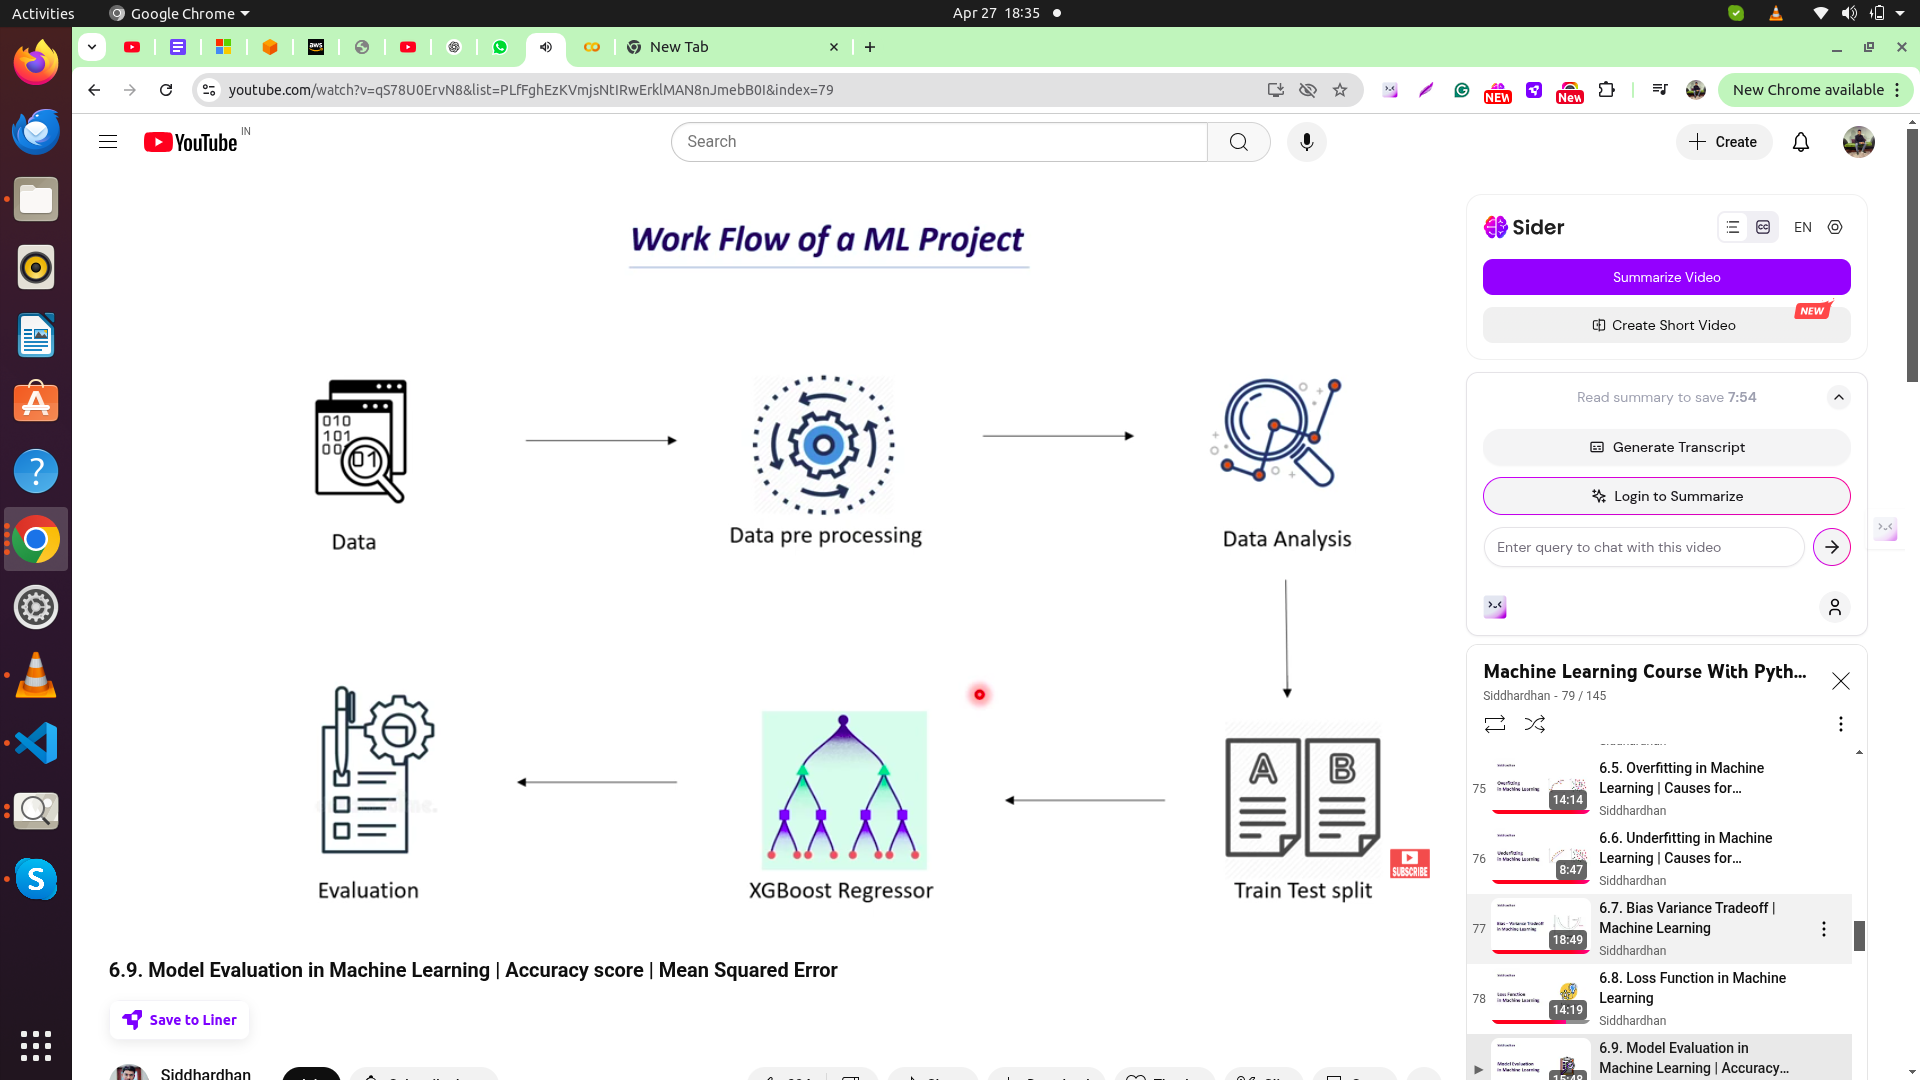 Activities
Google Chrome
Apr 27 18:35
New Tab
youtube.com/watch?v=qS78U0ErvN8&list=PLfFghEzKVmjsNtIRwErklMAN8nJmebB0I&index=79
NEW
New
New Chrome available
YouTube
IN
Search
Create
Work Flow of a ML Project
Data
Data pre processing
Data Analysis
Evaluation
XGBoost Regressor
A B
Train Test split
SUBSCRIBE
6.9. Model Evaluation in Machine Learning | Accuracy score | Mean Squared Error
Save to Liner
Siddhardhan
Sider
EN
Summarize Video
NEW
Create Short Video
Read summary to save 7:54
Generate Transcript
Login to Summarize
Enter query to chat with this video
Machine Learning Course With Pyth...
Siddhardhan - 79 / 145
75
14:14
6.5. Overfitting in Machine
Learning | Causes for...
Siddhardhan
76
8:47
6.6. Underfitting in Machine
Learning | Causes for...
Siddhardhan
77
18:49
6.7. Bias Variance Tradeoff |
Machine Learning
Siddhardhan
78
14:19
6.8. Loss Function in Machine
Learning
Siddhardhan
6.9. Model Evaluation in
Machine Learning | Accuracy...